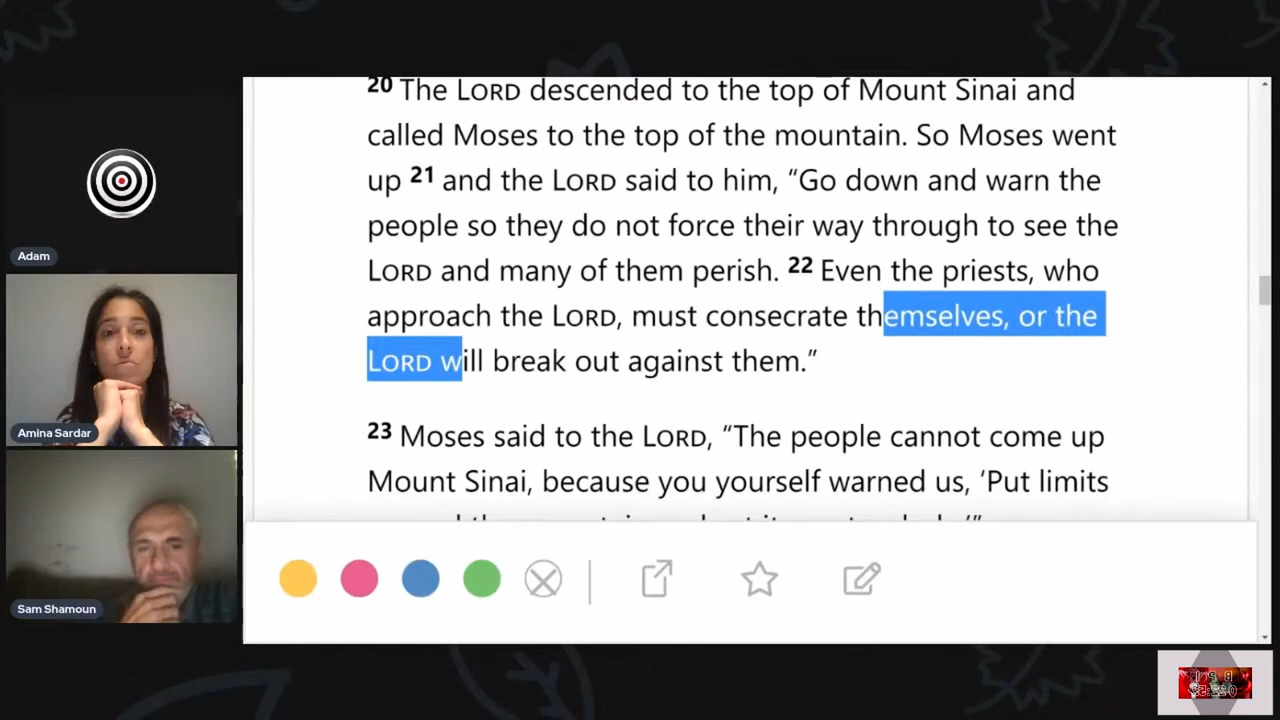 20 The LORD descended to the top of Mount Sinai and
called Moses to the top of the mountain. So Moses went
up 21 and the LORD said to him, “Go down and warn the
people so they do not force their way through to see the
LORD and many of them perish. 22 Even the priests, who
approach the LORD, must consecrate themselves, or the
LORD will break out against them.”
23 Moses said to the LORD, “The people cannot come up
Mount Sinai, because you yourself warned us, ‘Put limits
Adam
Amina Sardar
Sam Shamoun